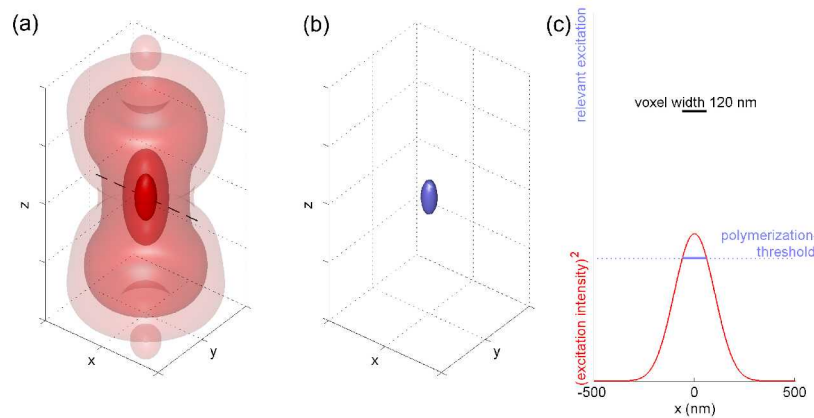 (a)
z
x
y
(b)
z
x
y
(c)
relevant excitation
voxel width 120 nm
polymerization
threshold
(excitation intensity)²
-500
0
500
x (nm)